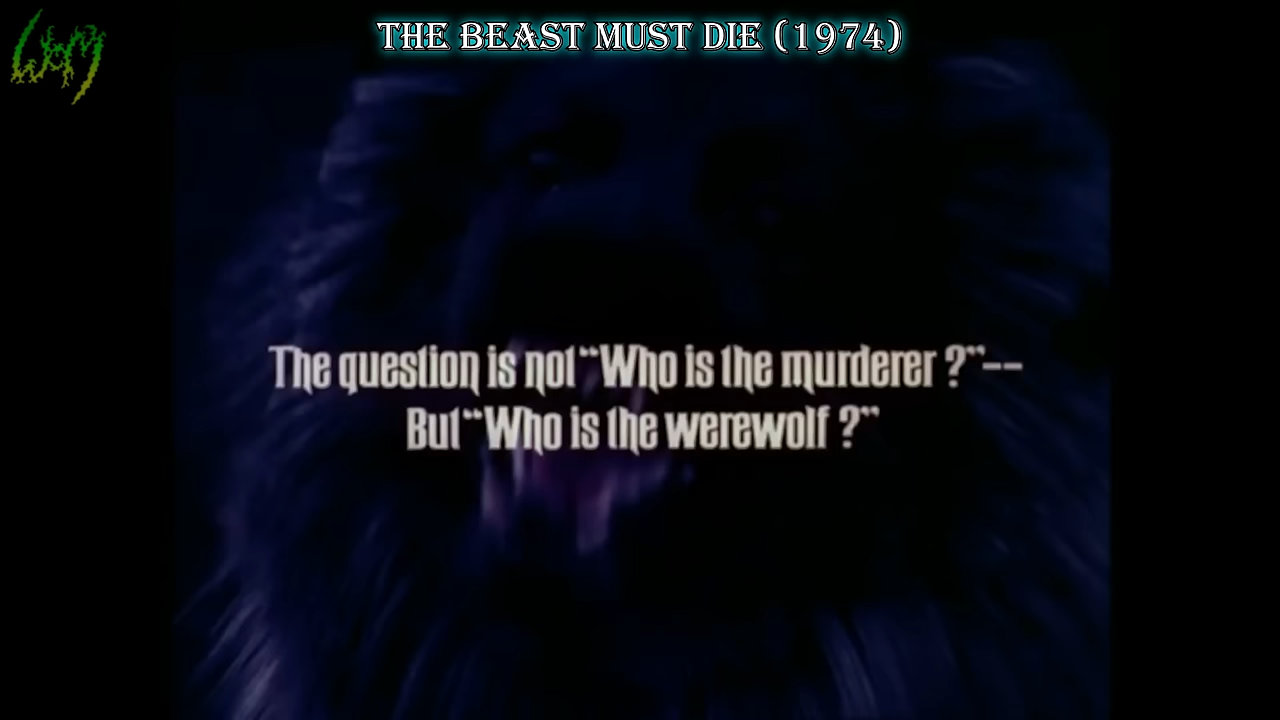 THE BEAST MUST DIE (1974)
The question is not “Who is the murderer ?”--
But “Who is the werewolf ?”